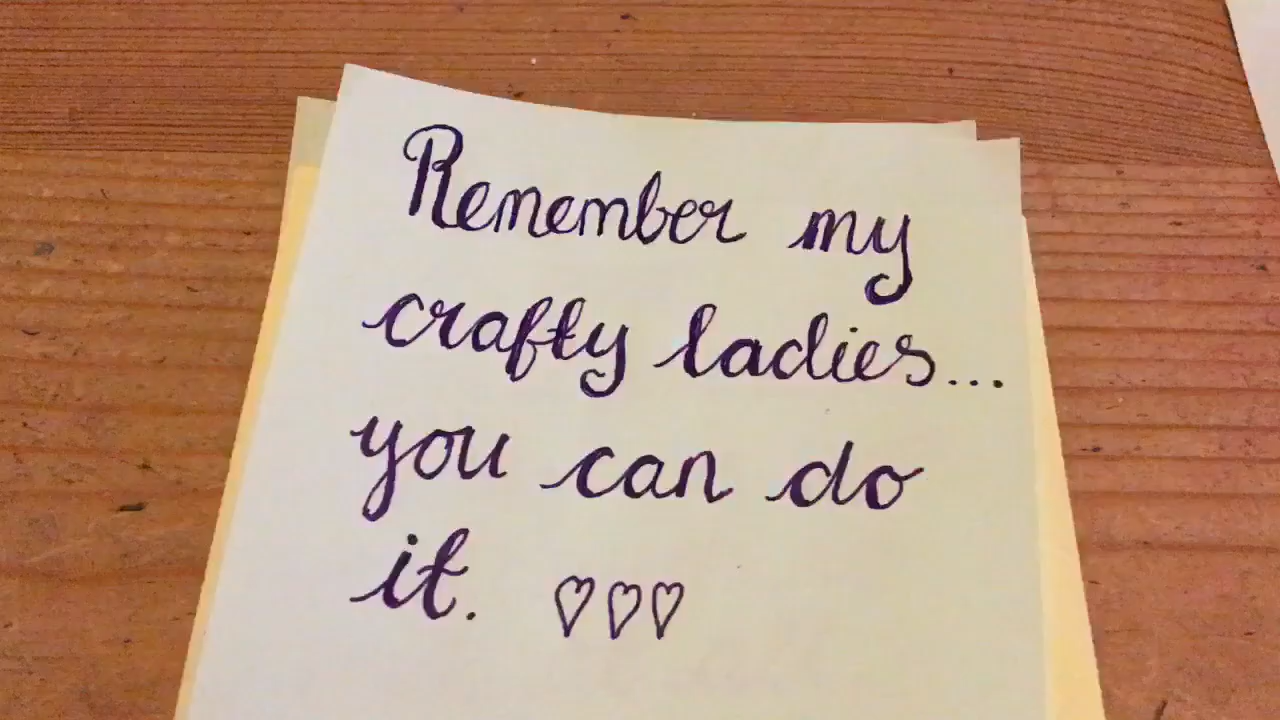 Remember my
crafty ladies...
you can do
it. ♡♡♡